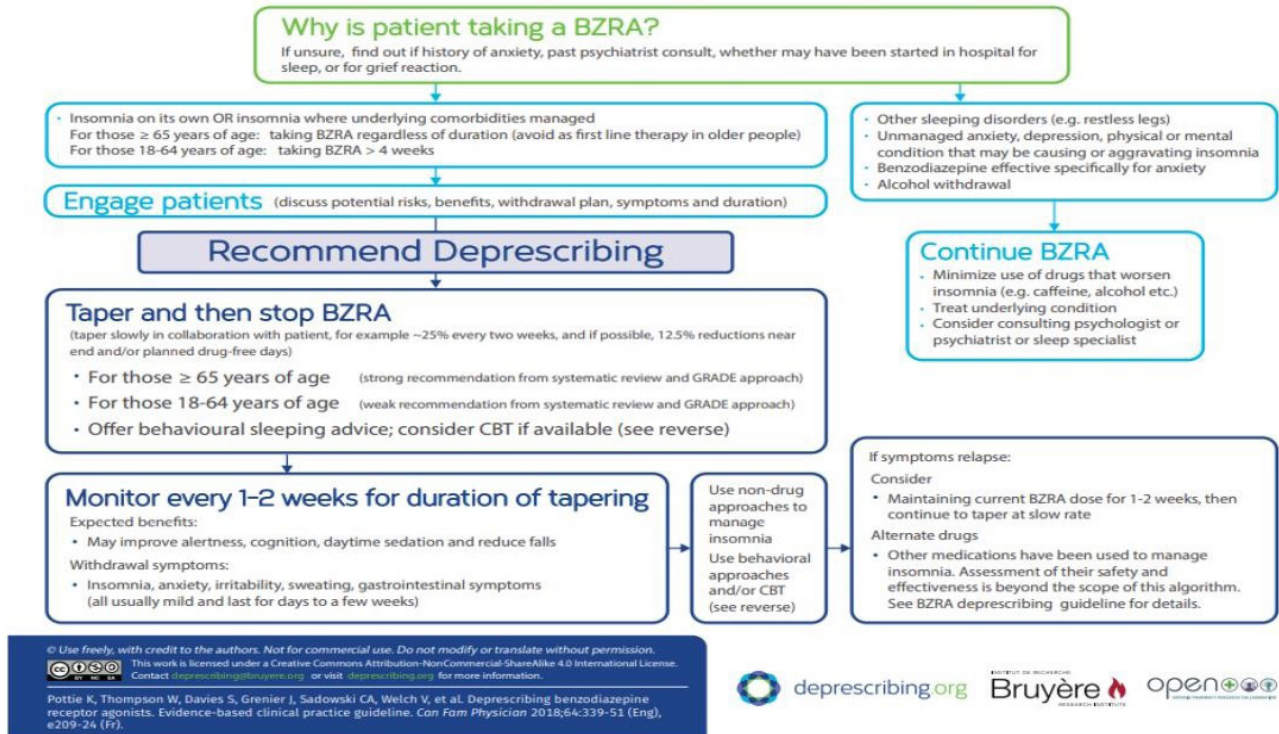 Why is patient taking a BZRA?
If unsure, find out if history of anxiety, past psychiatrist consult, whether may have been started in hospital for
sleep, or for grief reaction.
• Insomnia on its own OR insomnia where underlying comorbidities managed
For those ≥ 65 years of age: taking BZRA regardless of duration (avoid as first line therapy in older people)
For those 18-64 years of age: taking BZRA > 4 weeks
Engage patients (discuss potential risks, benefits, withdrawal plan, symptoms and duration)
• Other sleeping disorders (e.g. restless legs)
• Unmanaged anxiety, depression, physical or mental
condition that may be causing or aggravating insomnia
• Benzodiazepine effective specifically for anxiety
• Alcohol withdrawal
Recommend Deprescribing
Continue BZRA
• Minimize use of drugs that worsen
insomnia (e.g. caffeine, alcohol etc.)
• Treat underlying condition
• Consider consulting psychologist or
psychiatrist or sleep specialist
Taper and then stop BZRA
(taper slowly in collaboration with patient, for example ~25% every two weeks, and if possible, 12.5% reductions near
end and/or planned drug-free days)
• For those ≥ 65 years of age (strong recommendation from systematic review and GRADE approach)
• For those 18-64 years of age (weak recommendation from systematic review and GRADE approach)
• Offer behavioural sleeping advice; consider CBT if available (see reverse)
Monitor every 1-2 weeks for duration of tapering
Expected benefits:
• May improve alertness, cognition, daytime sedation and reduce falls
Withdrawal symptoms:
• Insomnia, anxiety, irritability, sweating, gastrointestinal symptoms
(all usually mild and last for days to a few weeks)
Use non-drug
approaches to
manage
insomnia
Use behavioral
approaches
and/or CBT
(see reverse)
If symptoms relapse:
Consider
• Maintaining current BZRA dose for 1-2 weeks, then
continue to taper at slow rate
Alternate drugs
• Other medications have been used to manage
insomnia. Assessment of their safety and
effectiveness is beyond the scope of this algorithm.
See BZRA deprescribing guideline for details.
© Use freely, with credit to the authors. Not for commercial use. Do not modify or translate without permission.
cc BY NC SA
This work is licensed under a Creative Commons Attribution-NonCommercial-ShareAlike 4.0 International License.
Contact deprescribing@bruyere.org or visit deprescribing.org for more information.
Pottie K, Thompson W, Davies S, Grenier J, Sadowski CA, Welch V, et al. Deprescribing benzodiazepine
receptor agonists. Evidence-based clinical practice guideline. Can Fam Physician 2018;64:339-51 (Eng),
e209-24 (Fr).
deprescribing.org
INSTITUT DE RECHERCHE
Bruyère
RESEARCH INSTITUTE
open